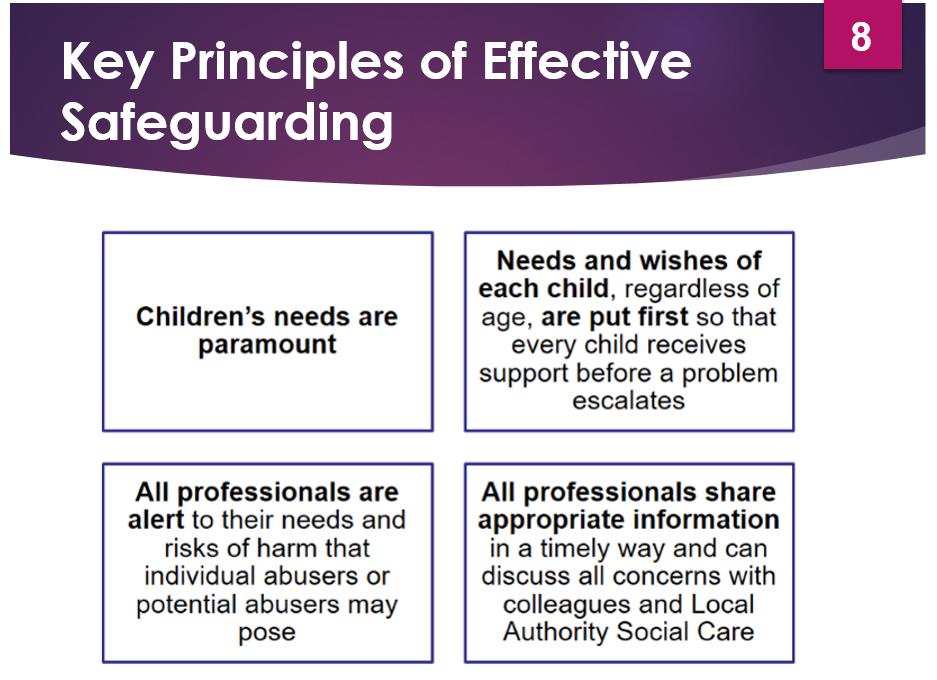 8
Key Principles of Effective
Safeguarding
Children’s needs are
paramount
Needs and wishes of
each child, regardless of
age, are put first so that
every child receives
support before a problem
escalates
All professionals are
alert to their needs and
risks of harm that
individual abusers or
potential abusers may
pose
All professionals share
appropriate information
in a timely way and can
discuss all concerns with
colleagues and Local
Authority Social Care